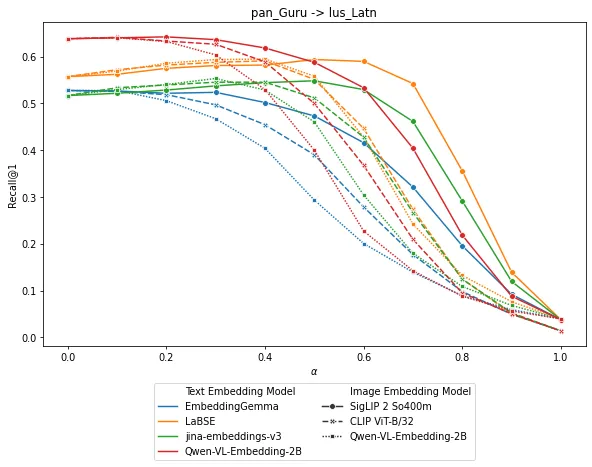 pan_Guru -> lus_Latn
Recall@1
0.6
0.5
0.4
0.3
0.2
0.1
0.0
0.0 0.2 0.4 0.6 0.8 1.0
α
Text Embedding Model Image Embedding Model
EmbeddingGemma SigLIP 2 So400m
LaBSE CLIP ViT-B/32
jina-embeddings-v3 Qwen-VL-Embedding-2B
Qwen-VL-Embedding-2B